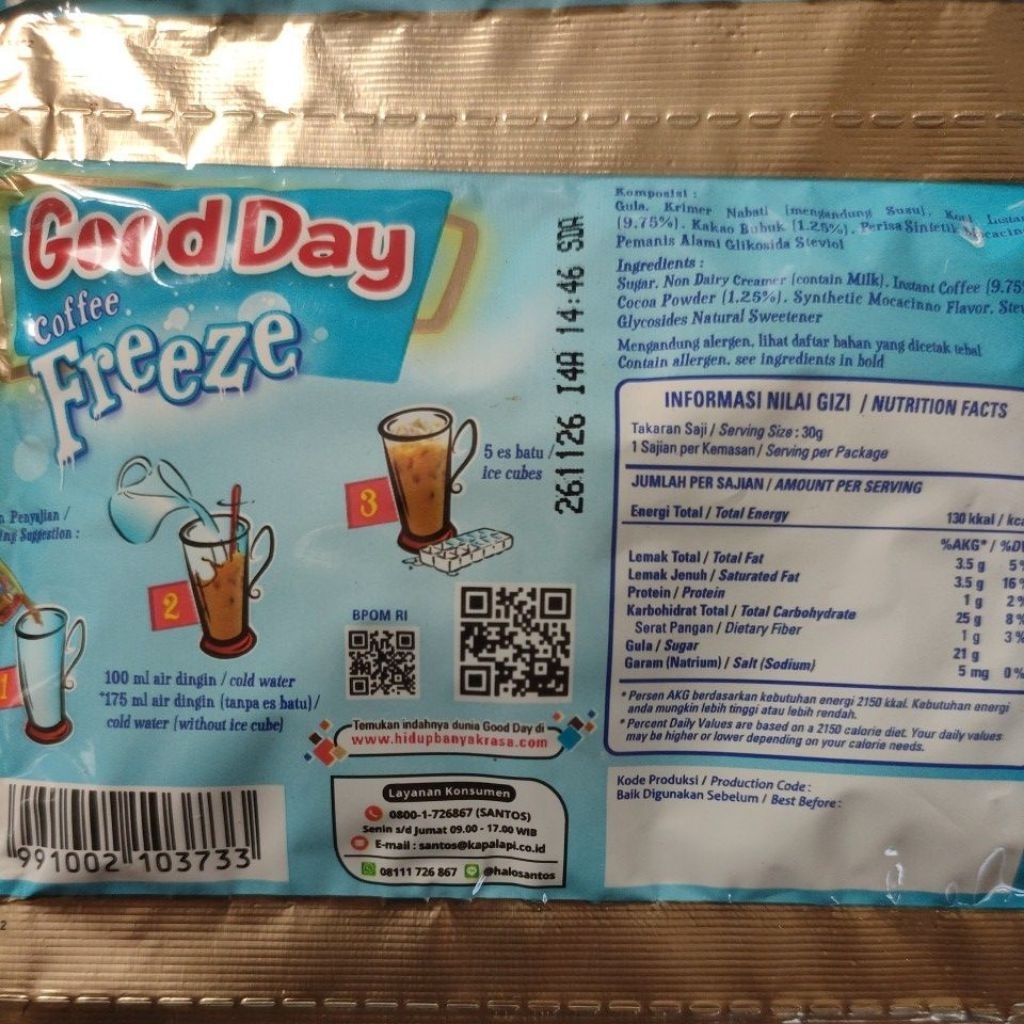 Good Day
Coffee
Freeze
Penyajian /
Suggestion :
1
2
100 ml air dingin / cold water
*175 ml air dingin (tanpa es batu) /
cold water (without ice cube)
3
5 es batu /
ice cubes
BPOM RI
Temukan indahnya dunia Good Day di
www.hidupbanyakrasa.com
Layanan Konsumen
0800-1-726867 (SANTOS)
Senin s/d Jumat 09.00 - 17.00 WIB
E-mail : santos@kapalapi.co.id
08111 726 867 @halosantos
991002 103733
261126 I4A 14:46 SDA
Komposisi :
Gula, Krimer Nabati (mengandung Susu), Kopi Instan
(9.75%), Kakao Bubuk (1.25%), Perisa Sintetik
Pemanis Alami Glikosida Steviol
Ingredients :
Sugar, Non Dairy Creamer (contain Milk), Instant Coffee (9.75
Cocoa Powder (1.25%), Synthetic Mocacinno Flavor,
Glycosides Natural Sweetener
Mengandung alergen, lihat daftar bahan yang dicetak tebal
Contain allergen, see ingredients in bold
INFORMASI NILAI GIZI / NUTRITION FACTS
Takaran Saji / Serving Size : 30g
1 Sajian per Kemasan / Serving per Package
JUMLAH PER SAJIAN / AMOUNT PER SERVING
Energi Total / Total Energy 130 kkal /
%AKG* /
Lemak Total / Total Fat 3.5 g 5%
Lemak Jenuh / Saturated Fat 3.5 g 16%
Protein / Protein 1 g 2%
Karbohidrat Total / Total Carbohydrate 25 g 8%
Serat Pangan / Dietary Fiber 1 g 3%
Gula / Sugar 21 g
Garam (Natrium) / Salt (Sodium) 5 mg 0%
* Persen AKG berdasarkan kebutuhan energi 2150 kkal. Kebutuhan energi
anda mungkin lebih tinggi atau lebih rendah.
* Percent Daily Values are based on a 2150 calorie diet. Your daily values
may be higher or lower depending on your calorie needs.
Kode Produksi / Production Code :
Baik Digunakan Sebelum / Best Before :